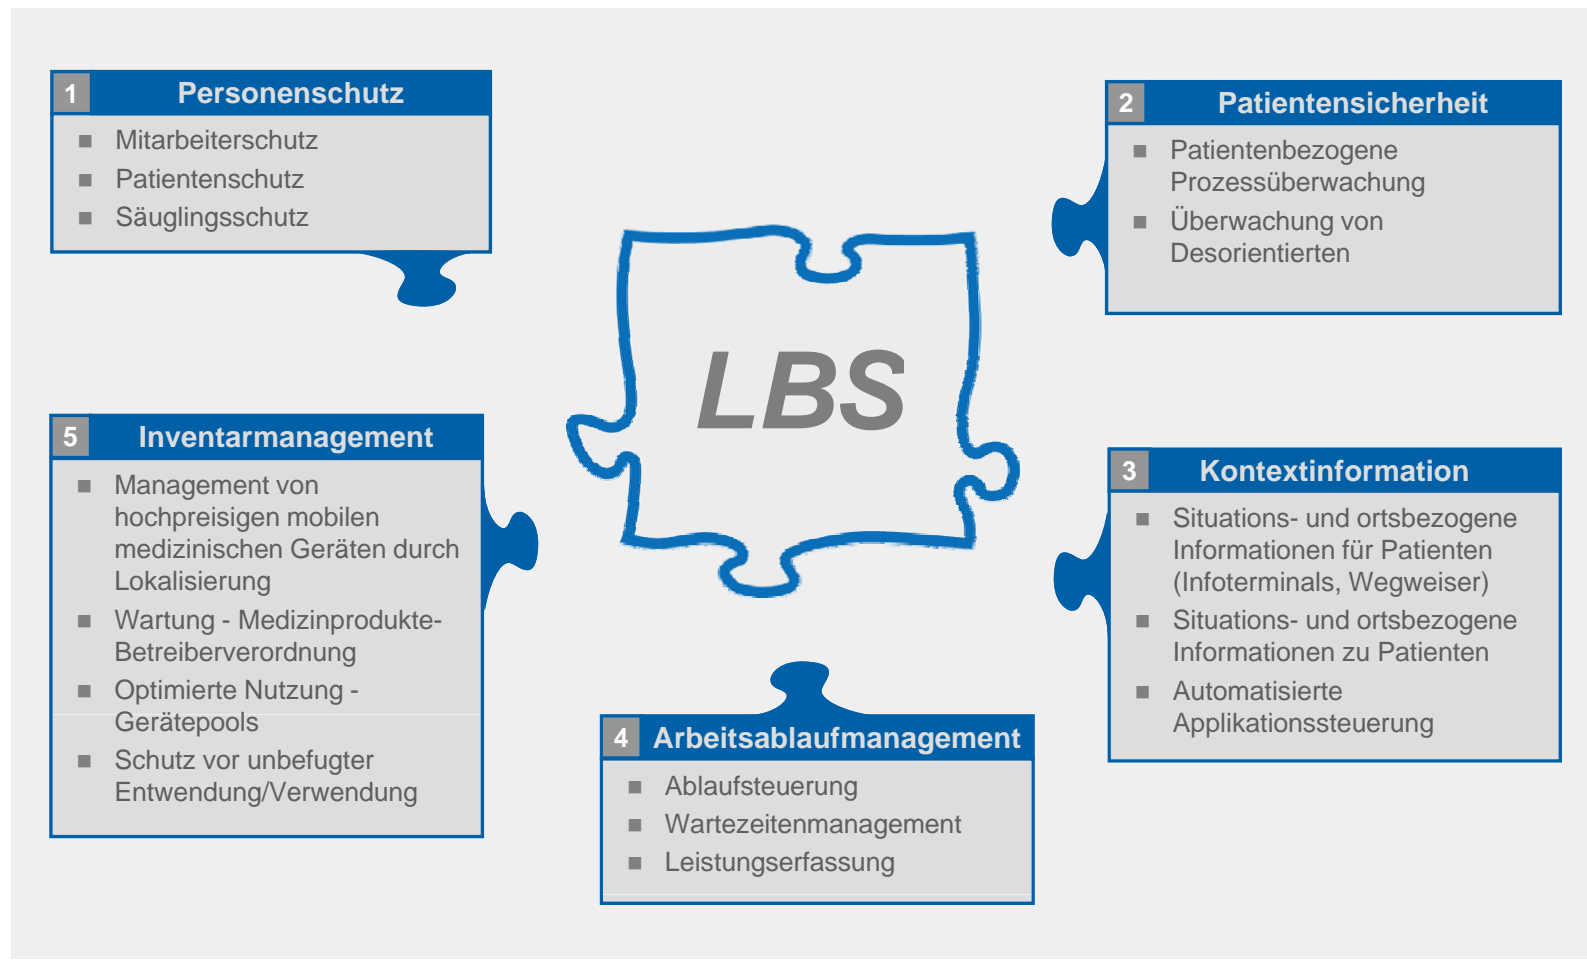 1 Personenschutz
Mitarbeiterschutz
Patientenschutz
Säuglingsschutz
2 Patientensicherheit
Patientenbezogene
Prozessüberwachung
Überwachung von
Desorientierten
LBS
3 Kontextinformation
Situations- und ortsbezogene
Informationen für Patienten
(Infoterminals, Wegweiser)
Situations- und ortsbezogene
Informationen zu Patienten
Automatisierte
Applikationssteuerung
4 Arbeitsablaufmanagement
Ablaufsteuerung
Wartezeitenmanagement
Leistungserfassung
5 Inventarmanagement
Management von
hochpreisigen mobilen
medizinischen Geräten durch
Lokalisierung
Wartung - Medizinprodukte-
Betreiberverordnung
Optimierte Nutzung -
Gerätepools
Schutz vor unbefugter
Entwendung/Verwendung